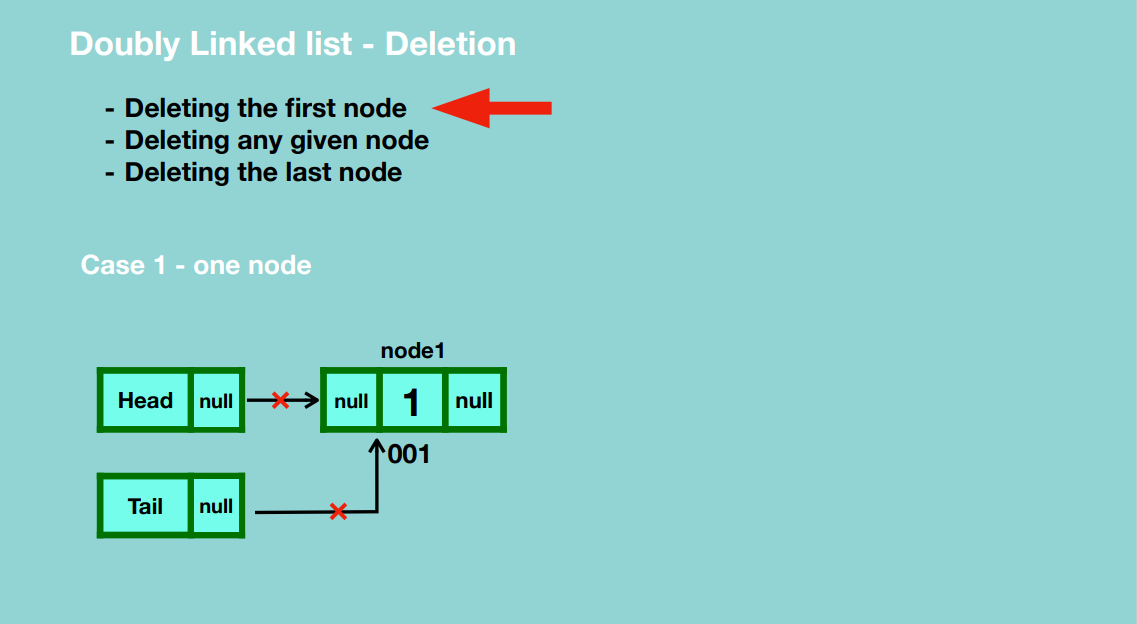 Doubly Linked list - Deletion
- Deleting the first node
- Deleting any given node
- Deleting the last node
Case 1 - one node
node1
Head null null 1 null
001
Tail null